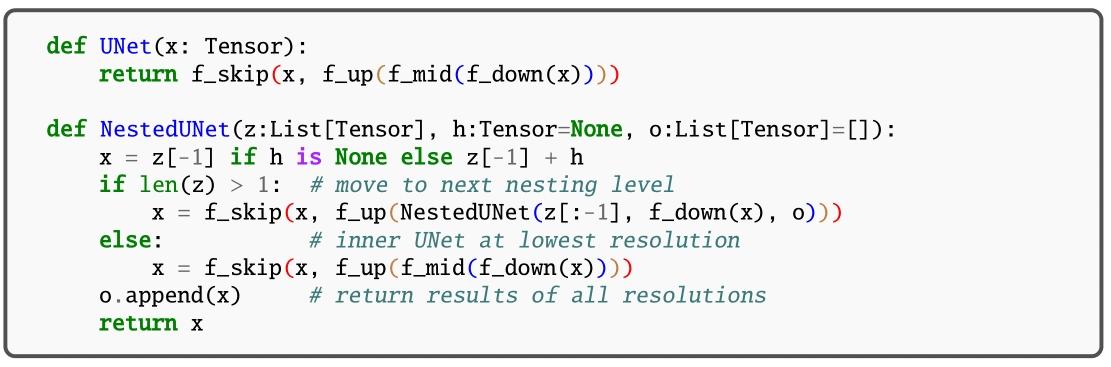 def UNet(x: Tensor):
    return f_skip(x, f_up(f_mid(f_down(x))))

def NestedUNet(z:List[Tensor], h:Tensor=None, o:List[Tensor]=[]):
    x = z[-1] if h is None else z[-1] + h
    if len(z) > 1:  # move to next nesting level
        x = f_skip(x, f_up(NestedUNet(z[:-1], f_down(x), o)))
    else:           # inner UNet at lowest resolution
        x = f_skip(x, f_up(f_mid(f_down(x))))
    o.append(x)     # return results of all resolutions
    return x